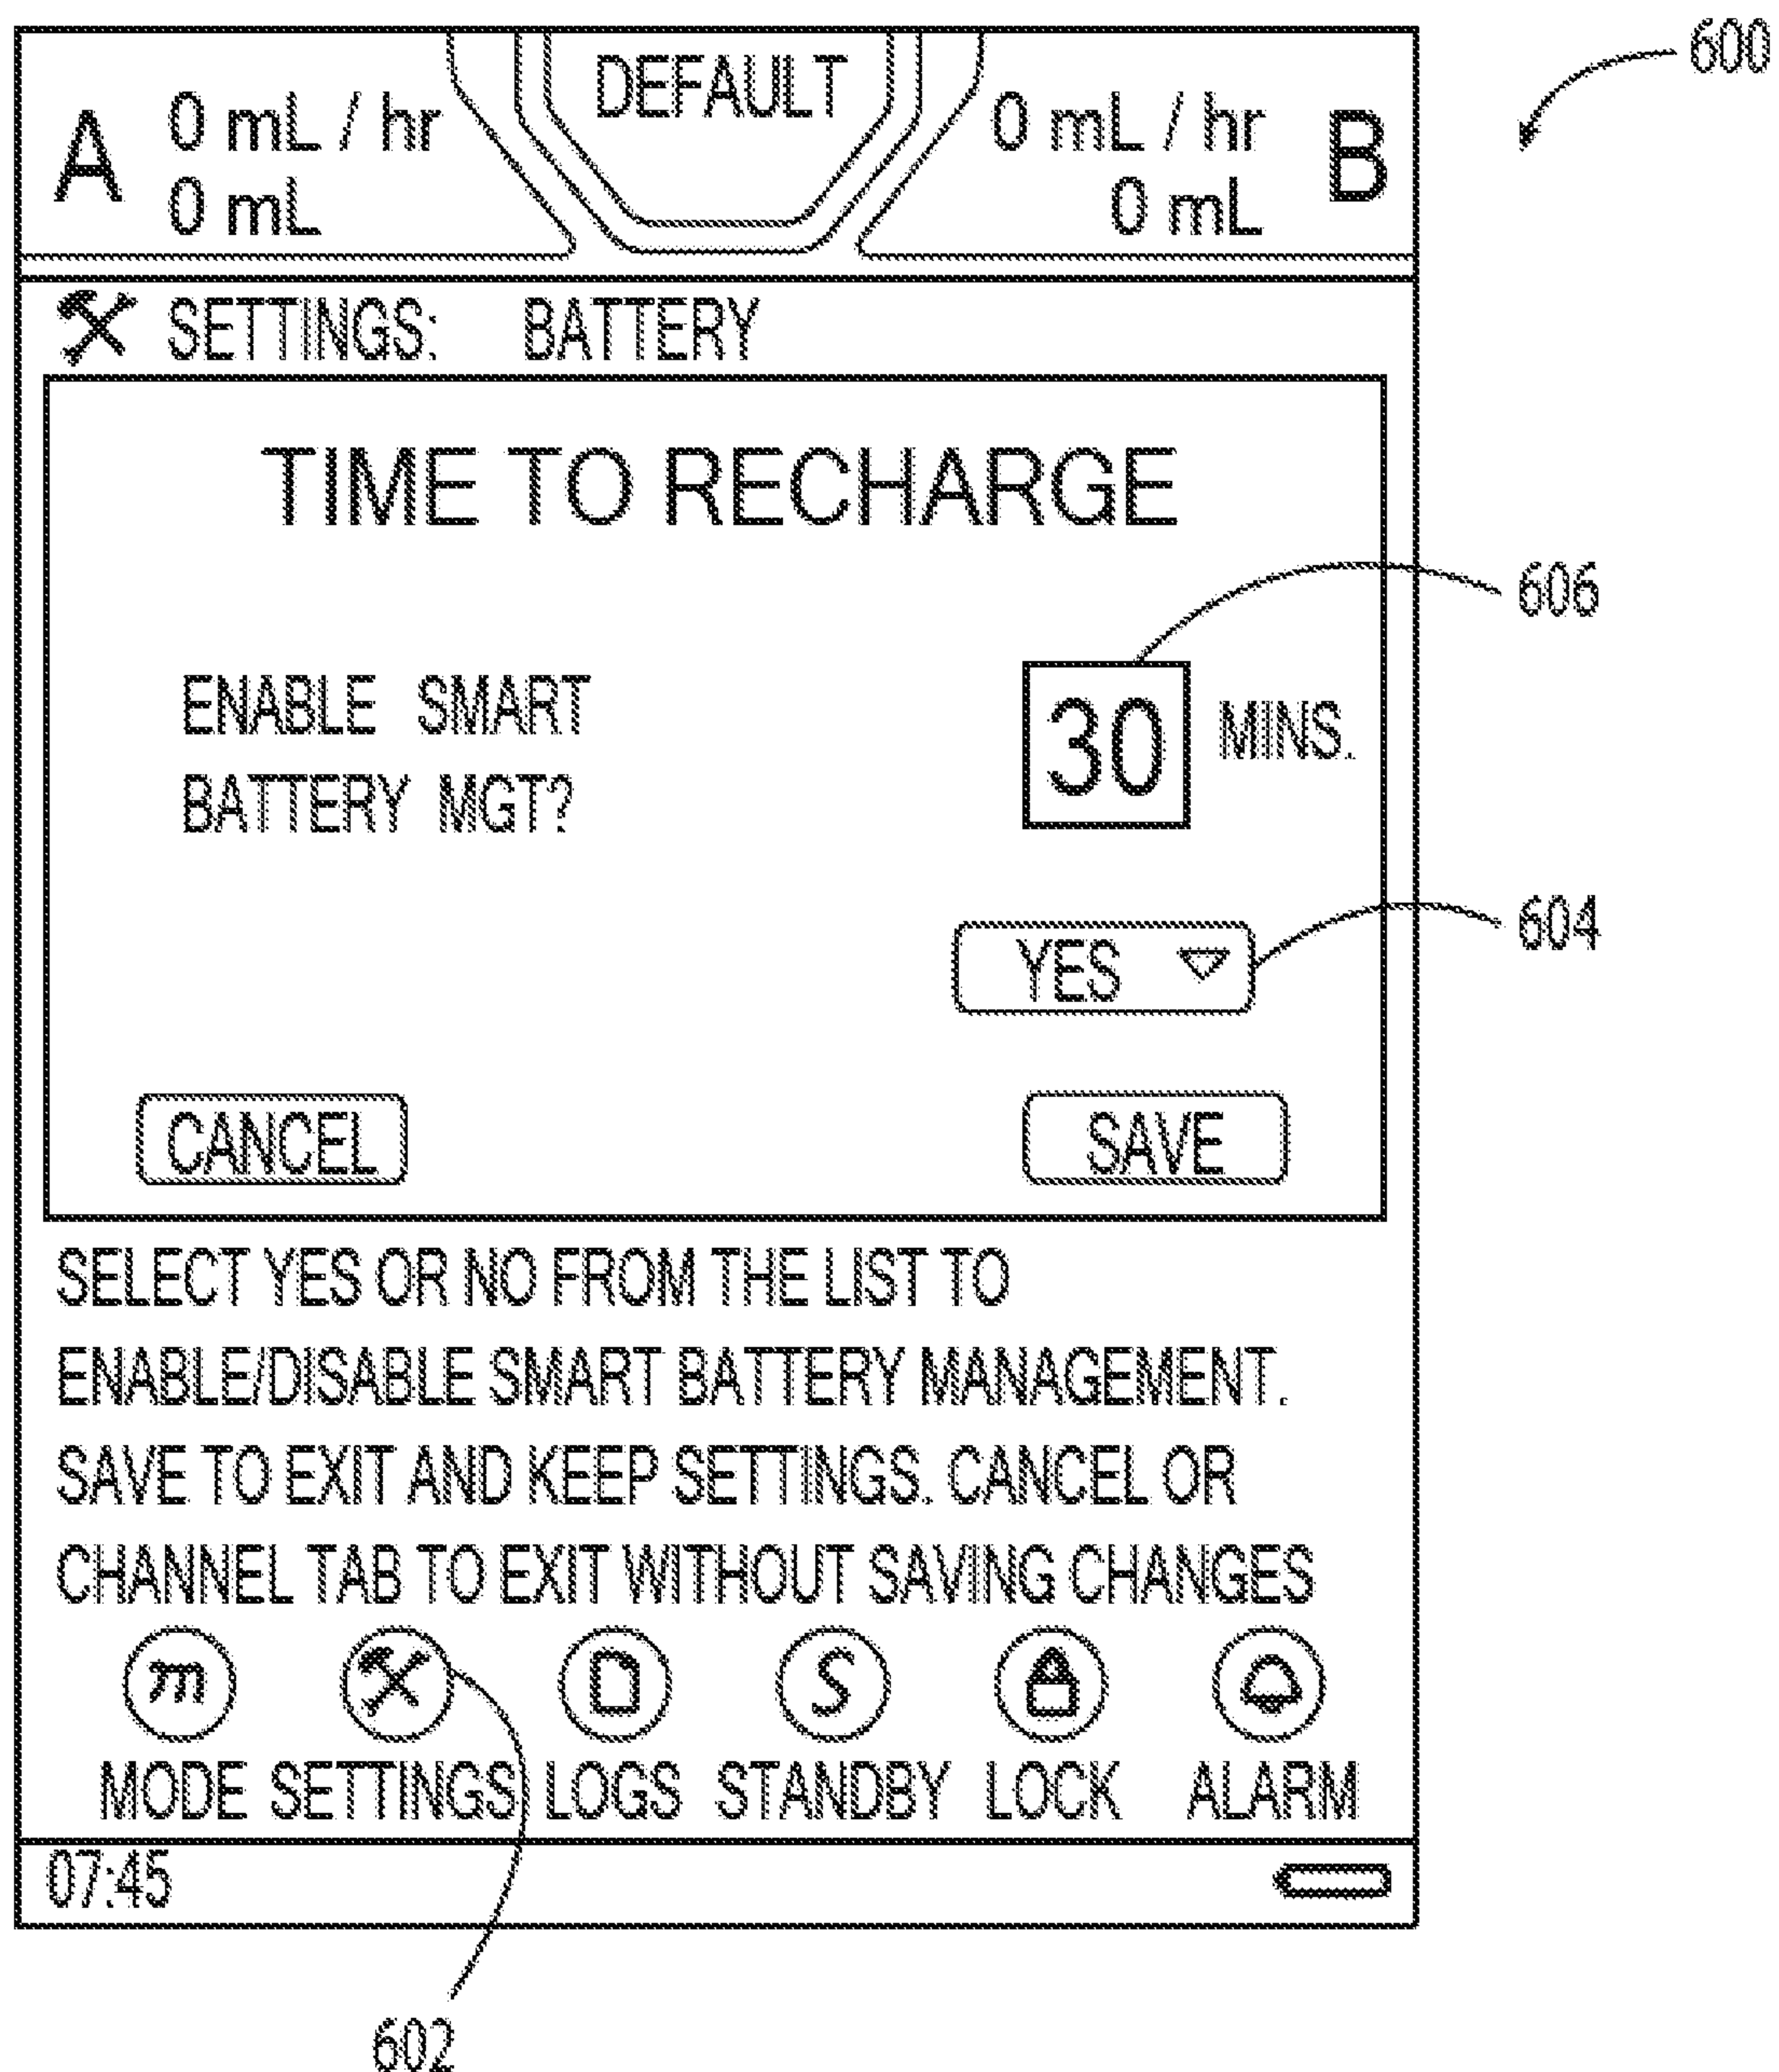 600
DEFAULT
A 0 mL / hr
0 mL
0 mL / hr B
0 mL
SETTINGS: BATTERY
TIME TO RECHARGE
606
ENABLE SMART
BATTERY MGT?
30 MINS.
604
YES
CANCEL SAVE
SELECT YES OR NO FROM THE LIST TO
ENABLE/DISABLE SMART BATTERY MANAGEMENT.
SAVE TO EXIT AND KEEP SETTINGS. CANCEL OR
CHANNEL TAB TO EXIT WITHOUT SAVING CHANGES
m S
MODE SETTINGS LOGS STANDBY LOCK ALARM
07:45
602